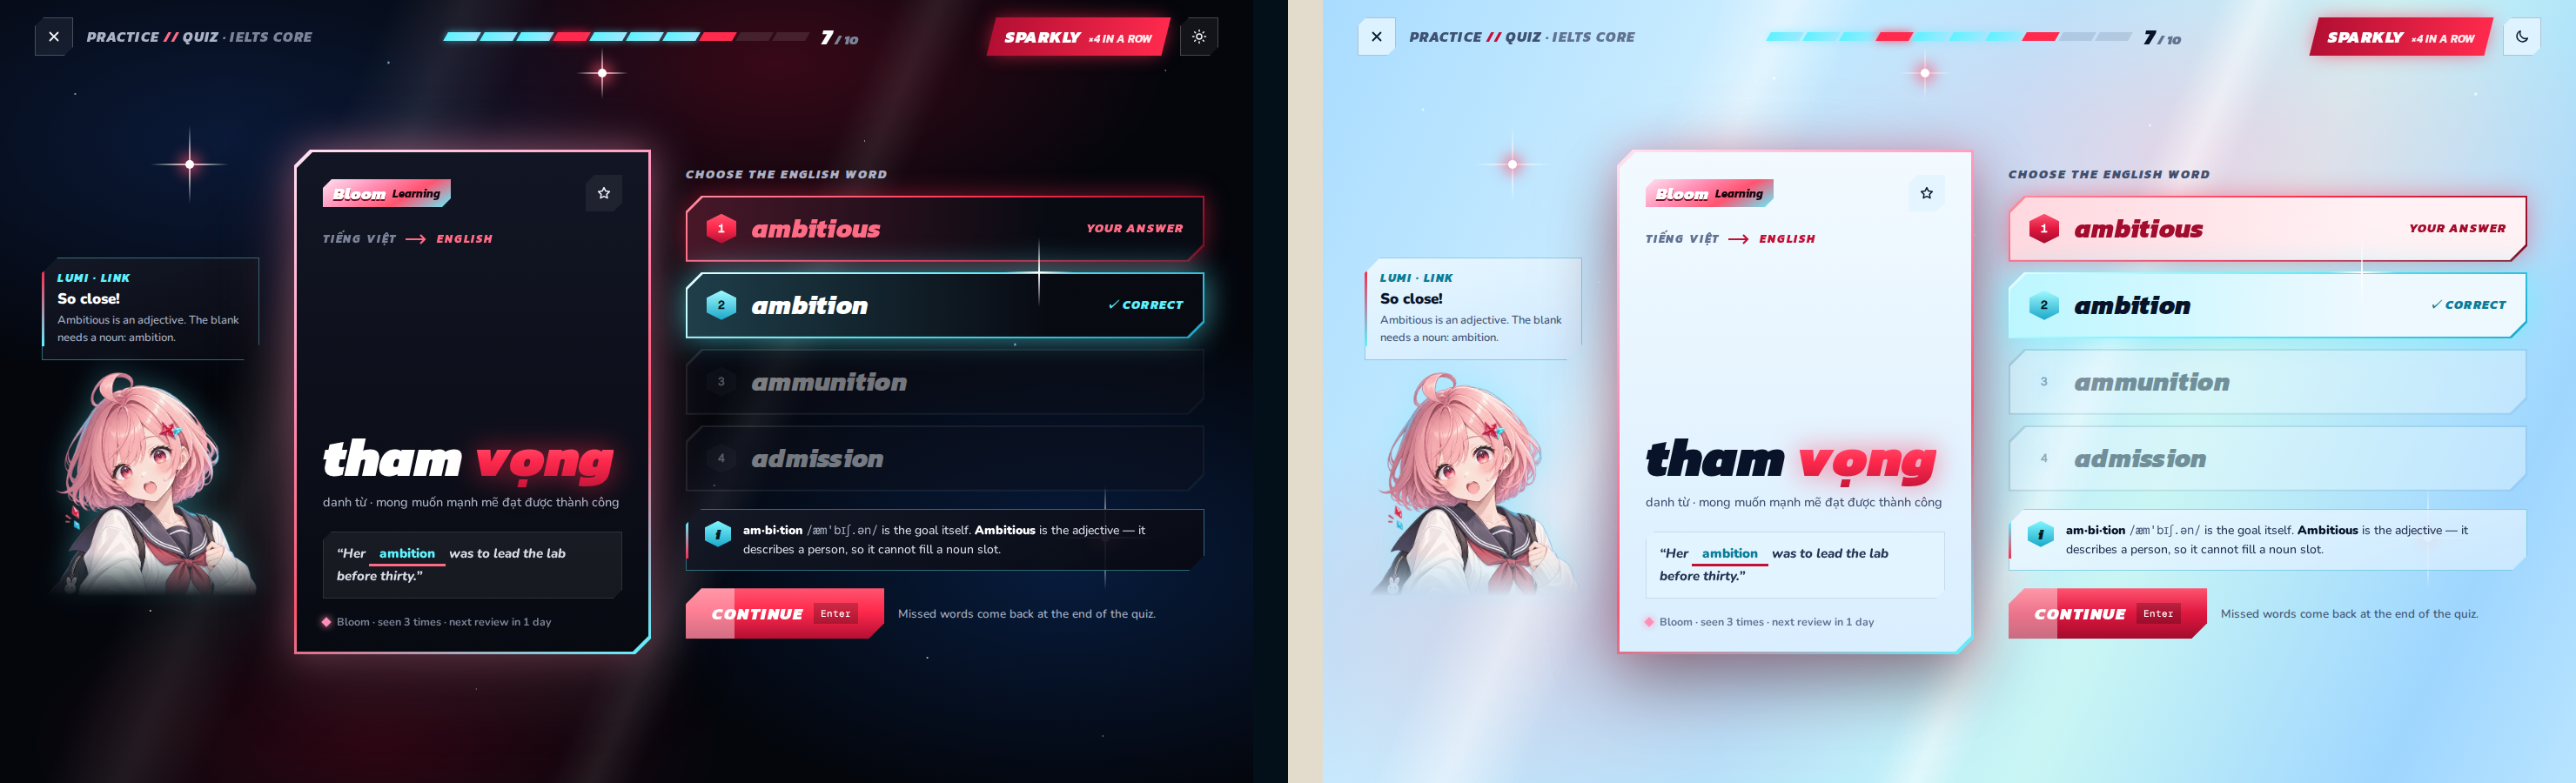 PRACTICE // QUIZ · IELTS CORE
7 / 10
SPARKLY ×4 IN A ROW
LUMI · LINK
So close!
Ambitious is an adjective. The blank
needs a noun: ambition.
Bloom Learning
TIẾNG VIỆT → ENGLISH
tham vọng
danh từ · mong muốn mạnh mẽ đạt được thành công
“Her ambition was to lead the lab
before thirty.”
Bloom · seen 3 times · next review in 1 day
CHOOSE THE ENGLISH WORD
1 ambitious YOUR ANSWER
2 ambition ✓ CORRECT
3 ammunition
4 admission
am·bi·tion /æmˈbɪʃ.ən/ is the goal itself. Ambitious is the adjective — it
describes a person, so it cannot fill a noun slot.
CONTINUE Enter
Missed words come back at the end of the quiz.
PRACTICE // QUIZ · IELTS CORE
7 / 10
SPARKLY ×4 IN A ROW
LUMI · LINK
So close!
Ambitious is an adjective. The blank
needs a noun: ambition.
Bloom Learning
TIẾNG VIỆT → ENGLISH
tham vọng
danh từ · mong muốn mạnh mẽ đạt được thành công
“Her ambition was to lead the lab
before thirty.”
Bloom · seen 3 times · next review in 1 day
CHOOSE THE ENGLISH WORD
1 ambitious YOUR ANSWER
2 ambition ✓ CORRECT
3 ammunition
4 admission
am·bi·tion /æmˈbɪʃ.ən/ is the goal itself. Ambitious is the adjective — it
describes a person, so it cannot fill a noun slot.
CONTINUE Enter
Missed words come back at the end of the quiz.